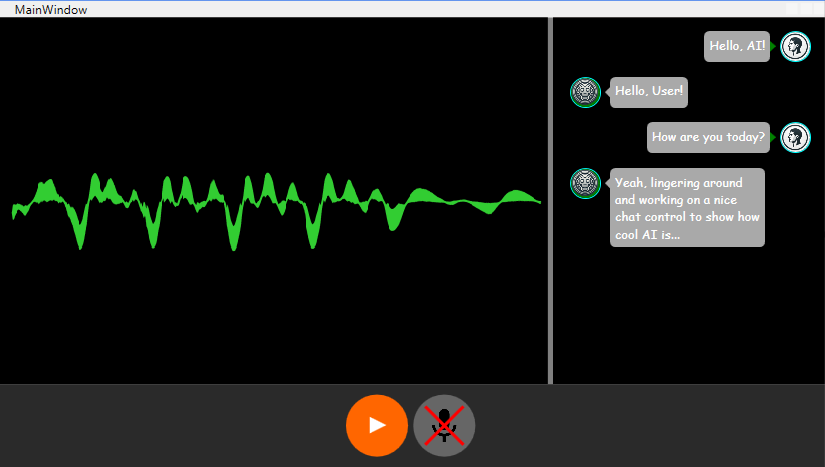 MainWindow
Hello, AI!
Hello, User!
How are you today?
Yeah, lingering around
and working on a nice
chat control to show how
cool AI is...